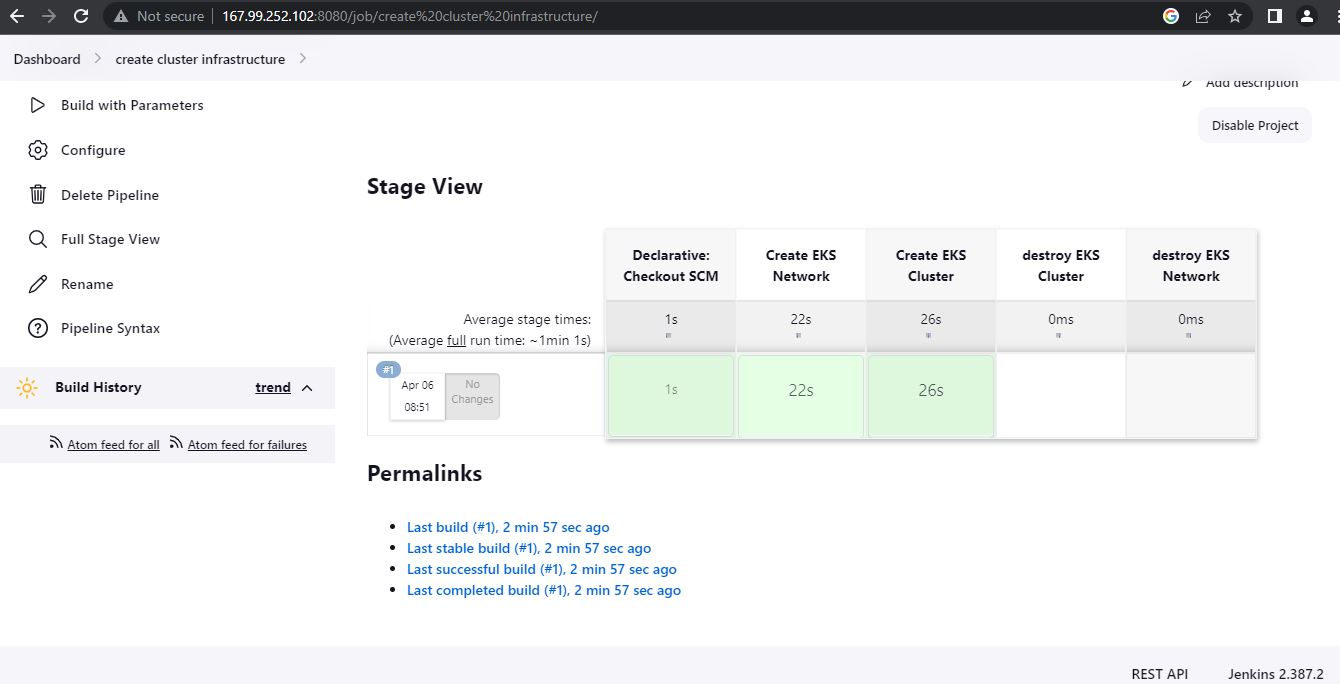 Not secure | 167.99.252.102:8080/job/create%20cluster%20infrastructure/
Dashboard
create cluster infrastructure
Add description
Disable Project
Build with Parameters
Configure
Delete Pipeline
Full Stage View
Rename
Pipeline Syntax
Build History
trend
Atom feed for all
Atom feed for failures
Stage View
Declarative:
Checkout SCM
Create EKS
Network
Create EKS
Cluster
destroy EKS
Cluster
destroy EKS
Network
Average stage times:
(Average full run time: ~1min 1s)
1s
22s
26s
0ms
0ms
#1
Apr 06
08:51
No
Changes
1s
22s
26s
Permalinks
Last build (#1), 2 min 57 sec ago
Last stable build (#1), 2 min 57 sec ago
Last successful build (#1), 2 min 57 sec ago
Last completed build (#1), 2 min 57 sec ago
REST API
Jenkins 2.387.2